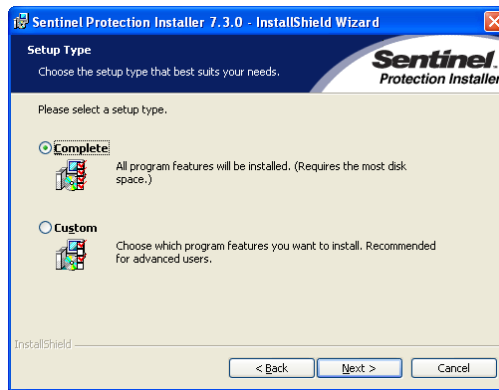 Sentinel Protection Installer 7.3.0 - InstallShield Wizard
Setup Type
Choose the setup type that best suits your needs.
Sentinel.
Protection Installer
Please select a setup type.
Complete
All program features will be installed. (Requires the most disk
space.)
Custom
Choose which program features you want to install. Recommended
for advanced users.
InstallShield
< Back
Next >
Cancel